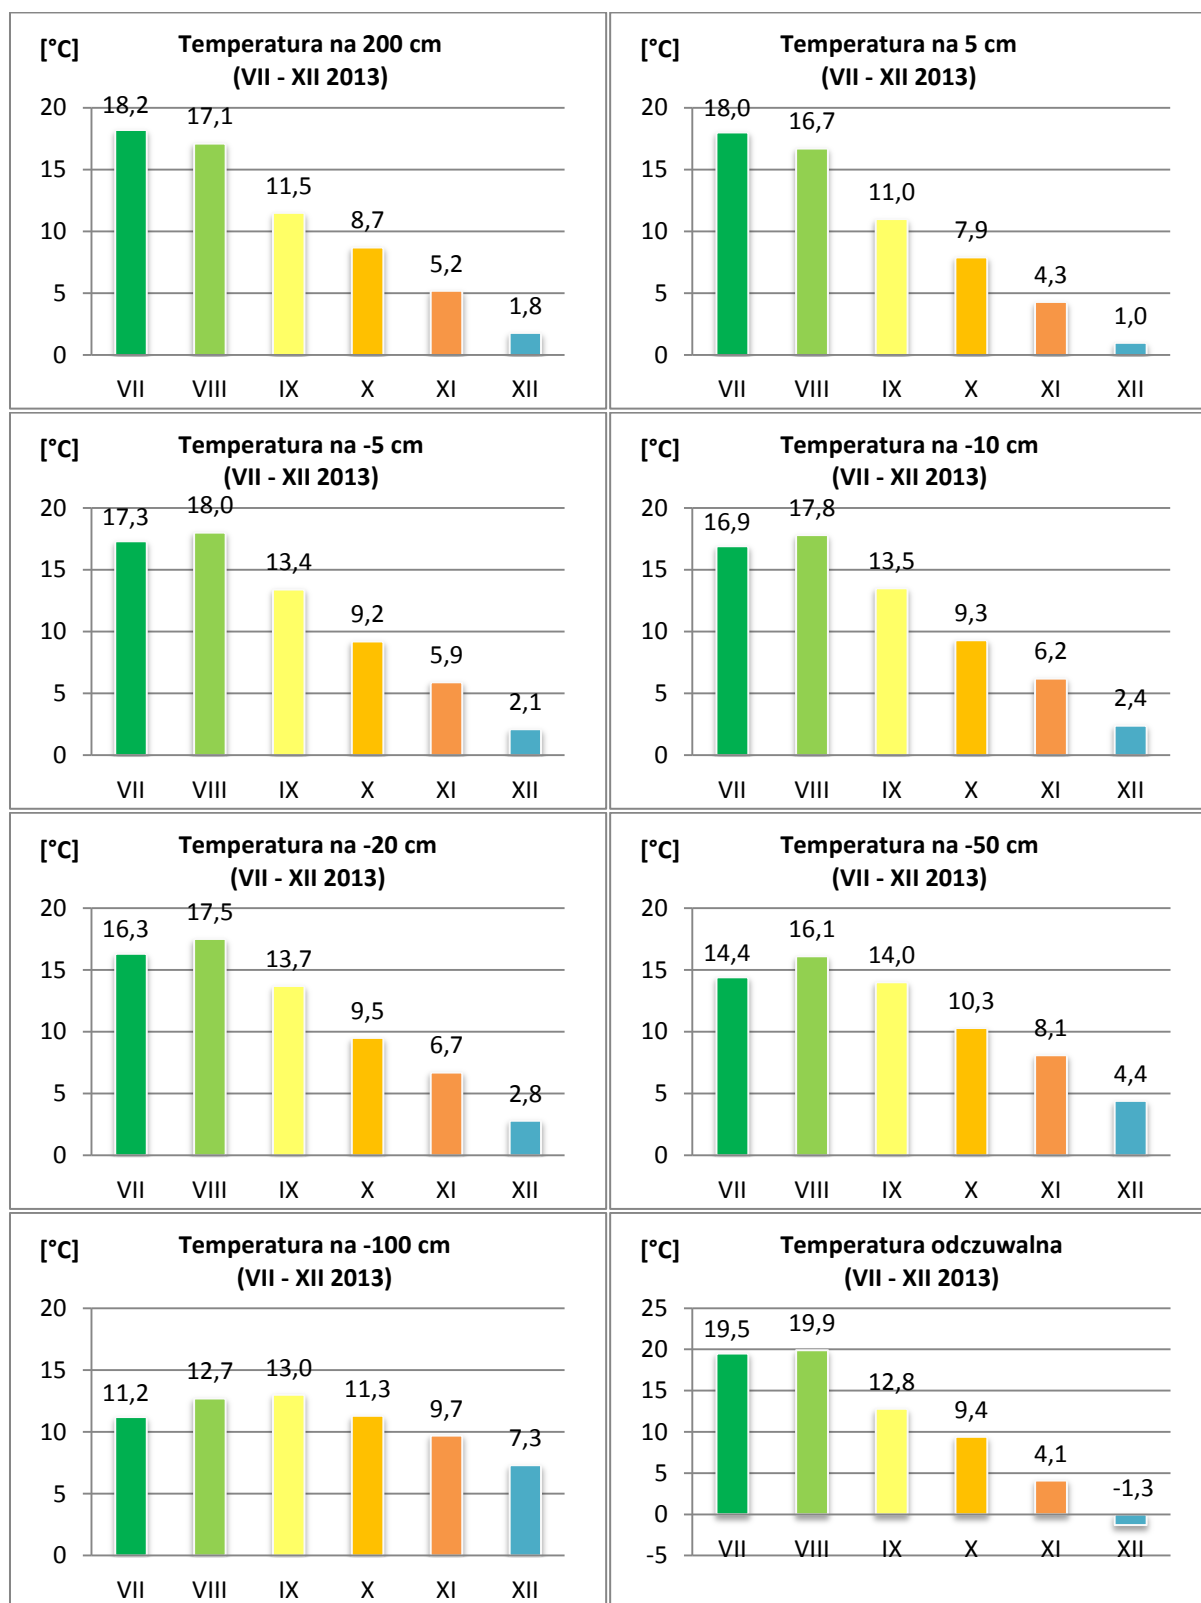 [°C]
Temperatura na 200 cm
(VII - XII 2013)
20
15
10
5
0
18,2
17,1
11,5
8,7
5,2
1,8
VII VIII IX X XI XII
[°C]
Temperatura na 5 cm
(VII - XII 2013)
20
15
10
5
0
18,0
16,7
11,0
7,9
4,3
1,0
VII VIII IX X XI XII
[°C]
Temperatura na -5 cm
(VII - XII 2013)
20
15
10
5
0
17,3
18,0
13,4
9,2
5,9
2,1
VII VIII IX X XI XII
[°C]
Temperatura na -10 cm
(VII - XII 2013)
20
15
10
5
0
16,9
17,8
13,5
9,3
6,2
2,4
VII VIII IX X XI XII
[°C]
Temperatura na -20 cm
(VII - XII 2013)
20
15
10
5
0
16,3
17,5
13,7
9,5
6,7
2,8
VII VIII IX X XI XII
[°C]
Temperatura na -50 cm
(VII - XII 2013)
20
15
10
5
0
14,4
16,1
14,0
10,3
8,1
4,4
VII VIII IX X XI XII
[°C]
Temperatura na -100 cm
(VII - XII 2013)
20
15
10
5
0
11,2
12,7
13,0
11,3
9,7
7,3
VII VIII IX X XI XII
[°C]
Temperatura odczuwalna
(VII - XII 2013)
25
20
15
10
5
0
-5
19,5
19,9
12,8
9,4
4,1
-1,3
VII VIII IX X XI XII